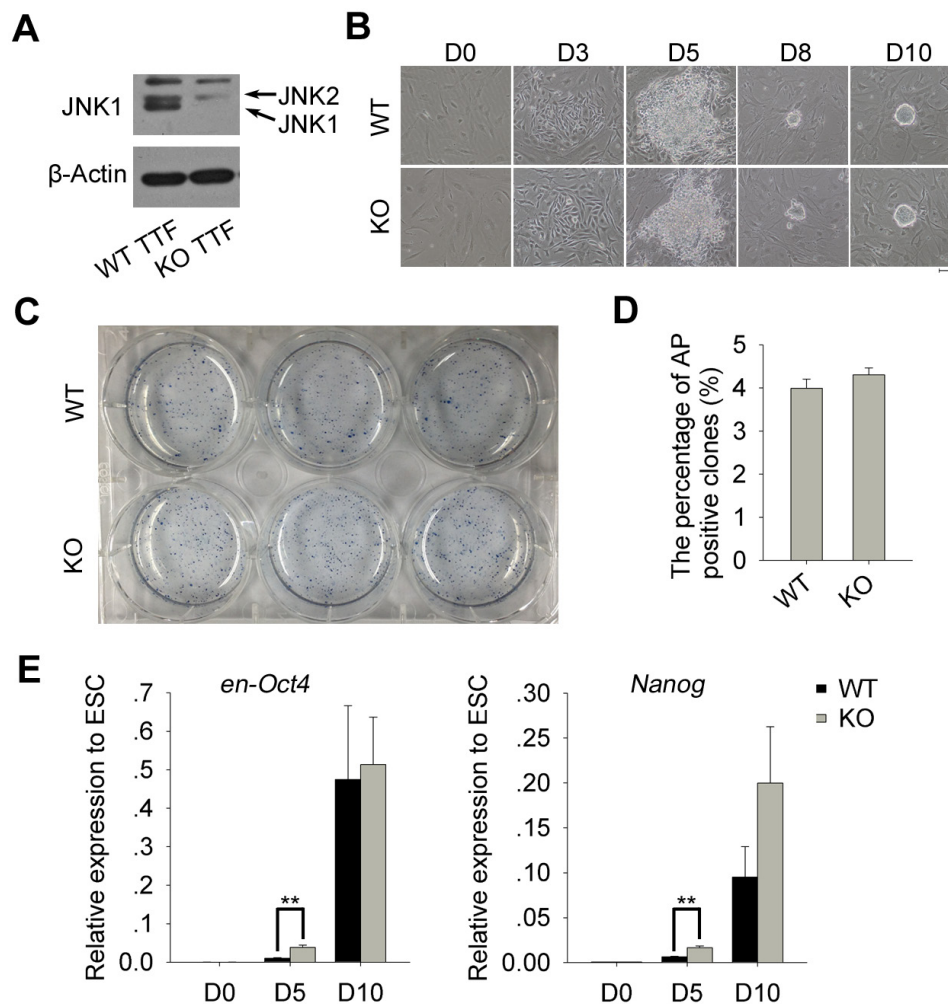 A
JNK1
JNK2
JNK1
β-Actin
WT TTF
KO TTF
B
D0 D3 D5 D8 D10
WT
KO
C
WT
KO
D
The percentage of AP
positive clones (%)
5
4
3
2
1
0
WT
KO
E
en-Oct4
Relative expression to ESC
.7
.6
.5
.4
.3
.2
.1
0.0
**
D0 D5 D10
Nanog
Relative expression to ESC
.30
.25
.20
.15
.10
.05
0.00
**
D0 D5 D10
WT
KO